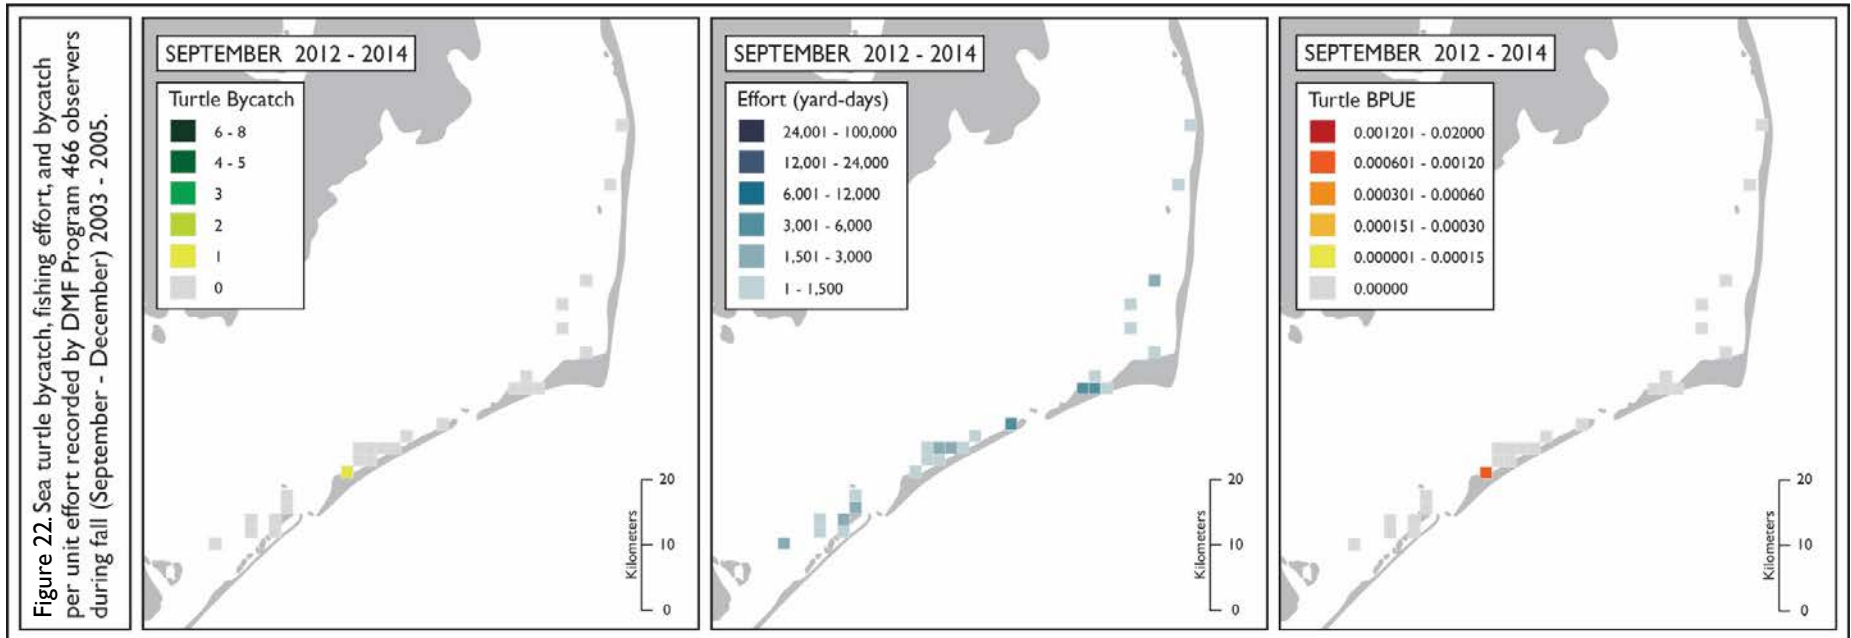 Figure 22. Sea turtle bycatch, fishing effort, and bycatch
per unit effort recorded by DMF Program 466 observers
during fall (September - December) 2003 - 2005.
SEPTEMBER 2012 - 2014
Turtle Bycatch
6 - 8
4 - 5
3
2
1
0
20
10
0
Kilometers
SEPTEMBER 2012 - 2014
Effort (yard-days)
24,001 - 100,000
12,001 - 24,000
6,001 - 12,000
3,001 - 6,000
1,501 - 3,000
1 - 1,500
20
10
0
Kilometers
SEPTEMBER 2012 - 2014
Turtle BPUE
0.001201 - 0.02000
0.000601 - 0.00120
0.000301 - 0.00060
0.000151 - 0.00030
0.000001 - 0.00015
0.00000
20
10
0
Kilometers